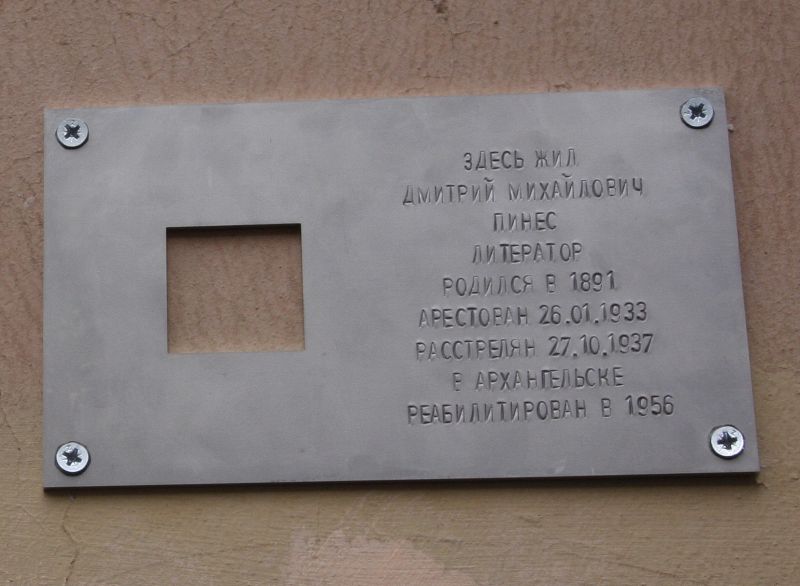 ЗДЕСЬ ЖИЛ
ДМИТРИЙ МИХАЙЛОВИЧ
ПИНЕС
ЛИТЕРАТОР
РОДИЛСЯ В 1891
АРЕСТОВАН 26.01.1933
РАССТРЕЛЯН 27.10.1937
В АРХАНГЕЛЬСКЕ
РЕАБИЛИТИРОВАН В 1956